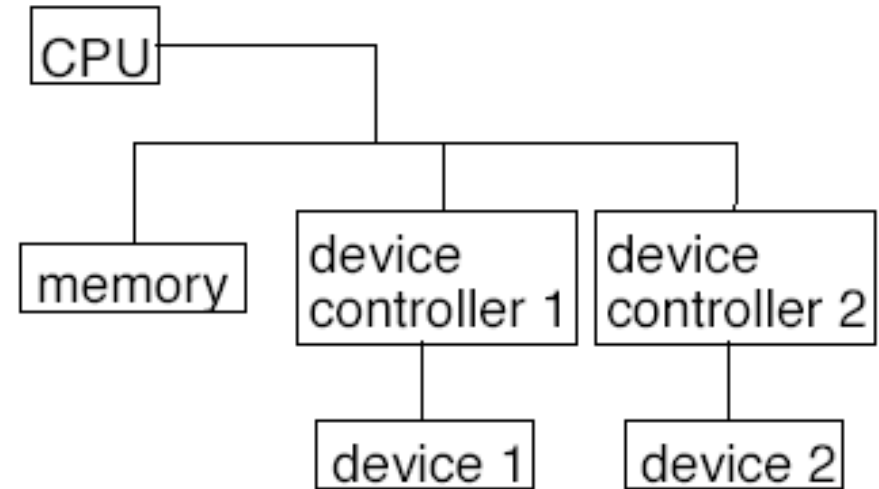 CPU
memory
device
controller 1
device
controller 2
device 1
device 2